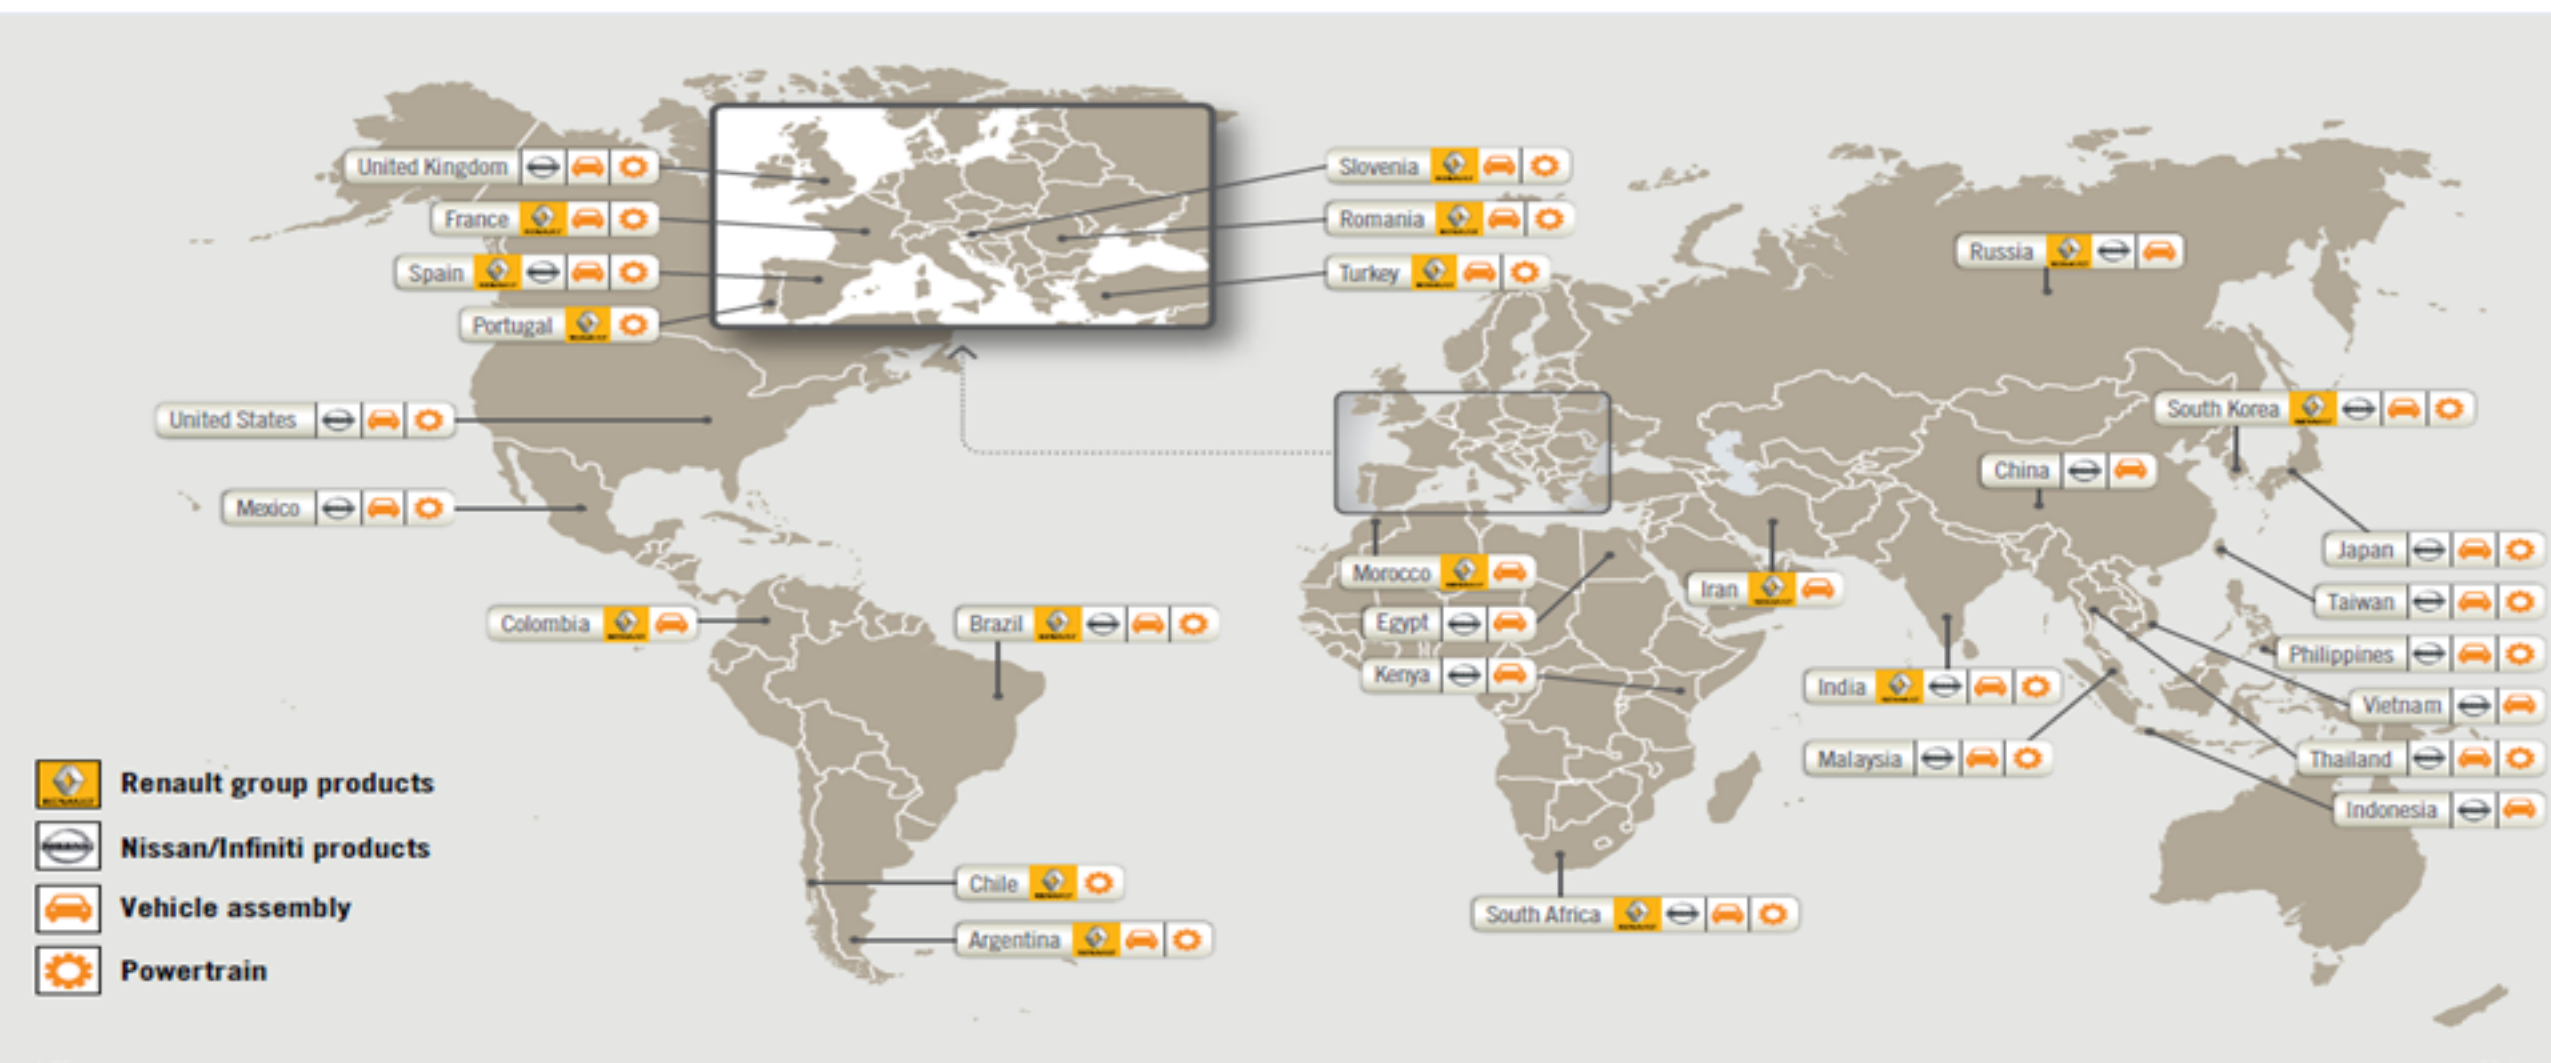 United Kingdom
France
Spain
Portugal
United States
Mexico
Colombia
Brazil
Chile
Argentina
Slovenia
Romania
Turkey
Russia
South Korea
China
Japan
Taiwan
Philippines
Vietnam
Thailand
Indonesia
Morocco
Egypt
Kenya
Iran
India
Malaysia
South Africa
Renault group products
Nissan/Infiniti products
Vehicle assembly
Powertrain